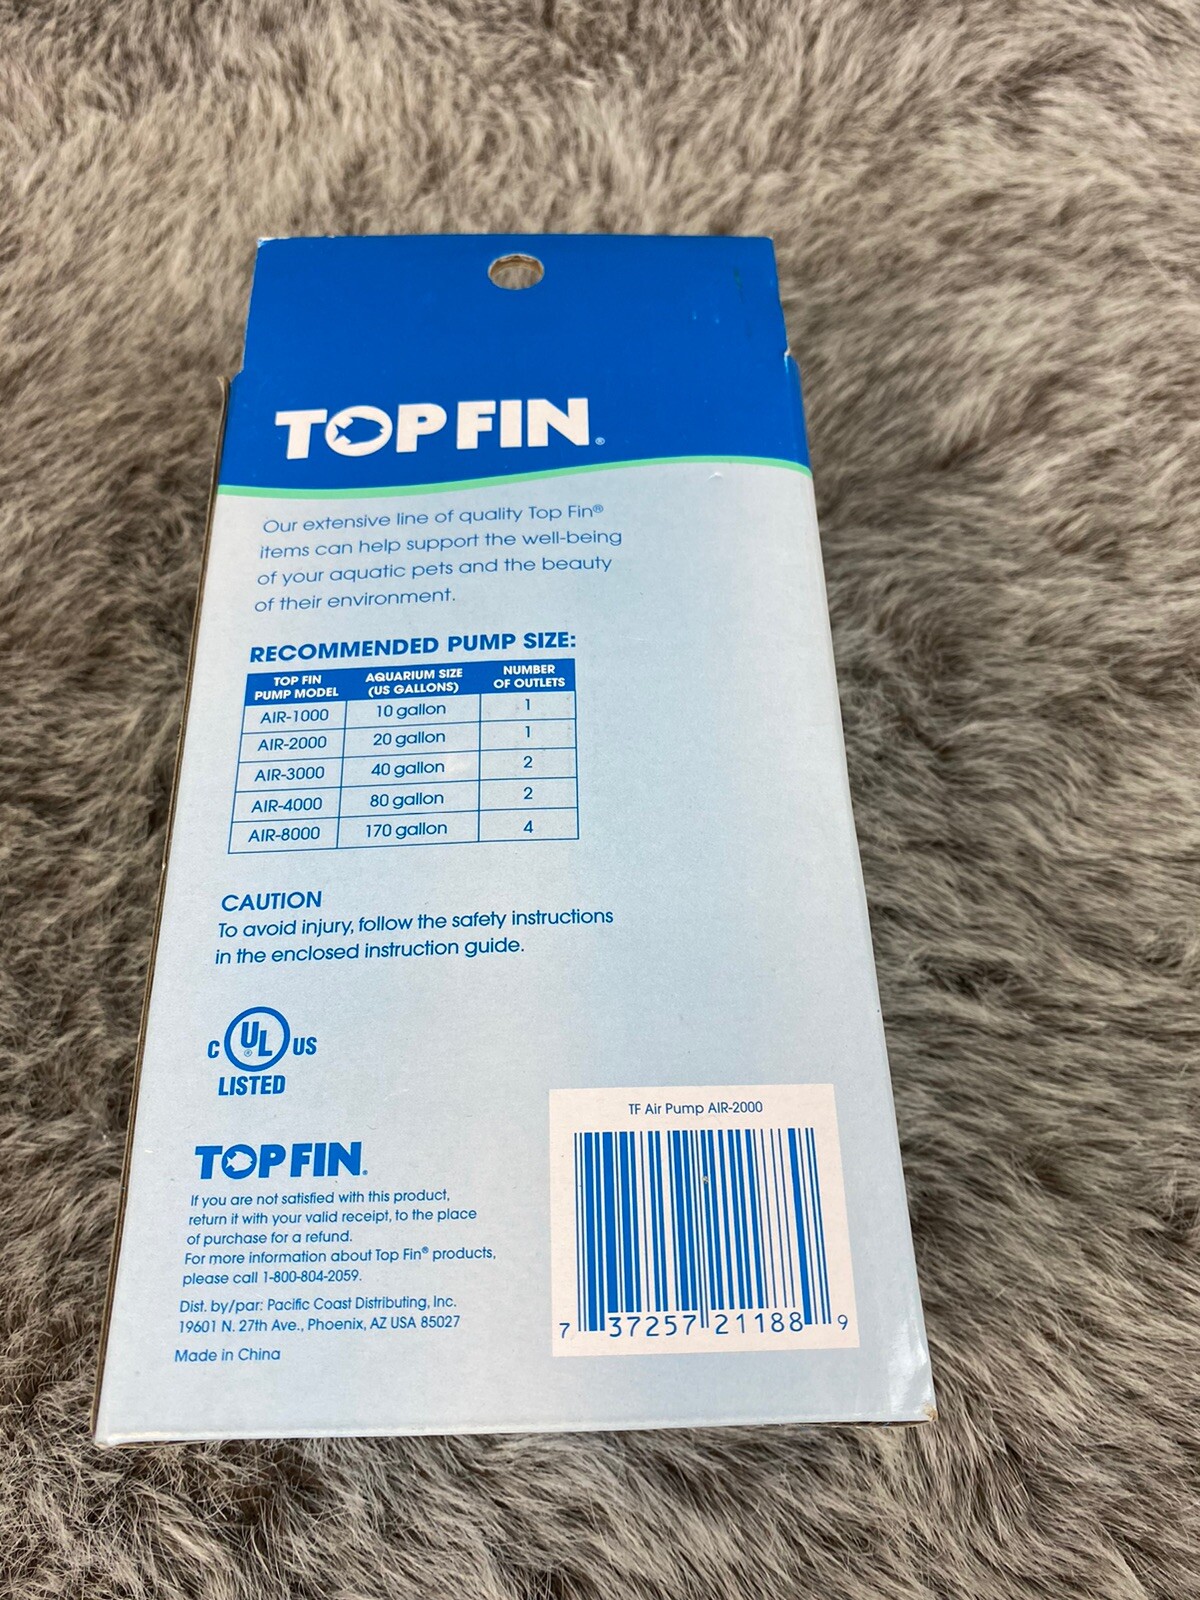 TOPFIN®
Our extensive line of quality Top Fin®
items can help support the well-being
of your aquatic pets and the beauty
of their environment.
RECOMMENDED PUMP SIZE:
TOP FIN PUMP MODEL AQUARIUM SIZE (US GALLONS) NUMBER OF OUTLETS
AIR-1000 10 gallon 1
AIR-2000 20 gallon 1
AIR-3000 40 gallon 2
AIR-4000 80 gallon 2
AIR-8000 170 gallon 4
CAUTION
To avoid injury, follow the safety instructions
in the enclosed instruction guide.
C UL® US
LISTED
TOPFIN®
If you are not satisfied with this product,
return it with your valid receipt, to the place
of purchase for a refund.
For more information about Top Fin® products,
please call 1-800-804-2059.
Dist. by/par: Pacific Coast Distributing, Inc.
19601 N. 27th Ave., Phoenix, AZ USA 85027
Made in China
TF Air Pump AIR-2000
7 37257 21188 9